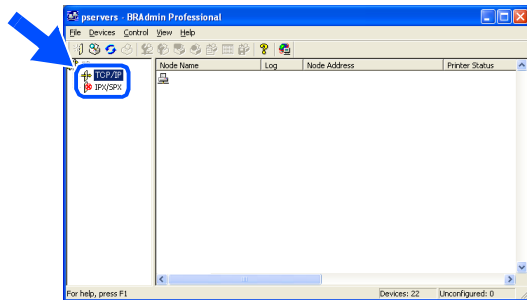 pservers - BRAdmin Professional
File Devices Control View Help
Node Name Log Node Address Printer Status
TCP/IP
IPX/SPX
For help, press F1 Devices: 22 Unconfigured: 0